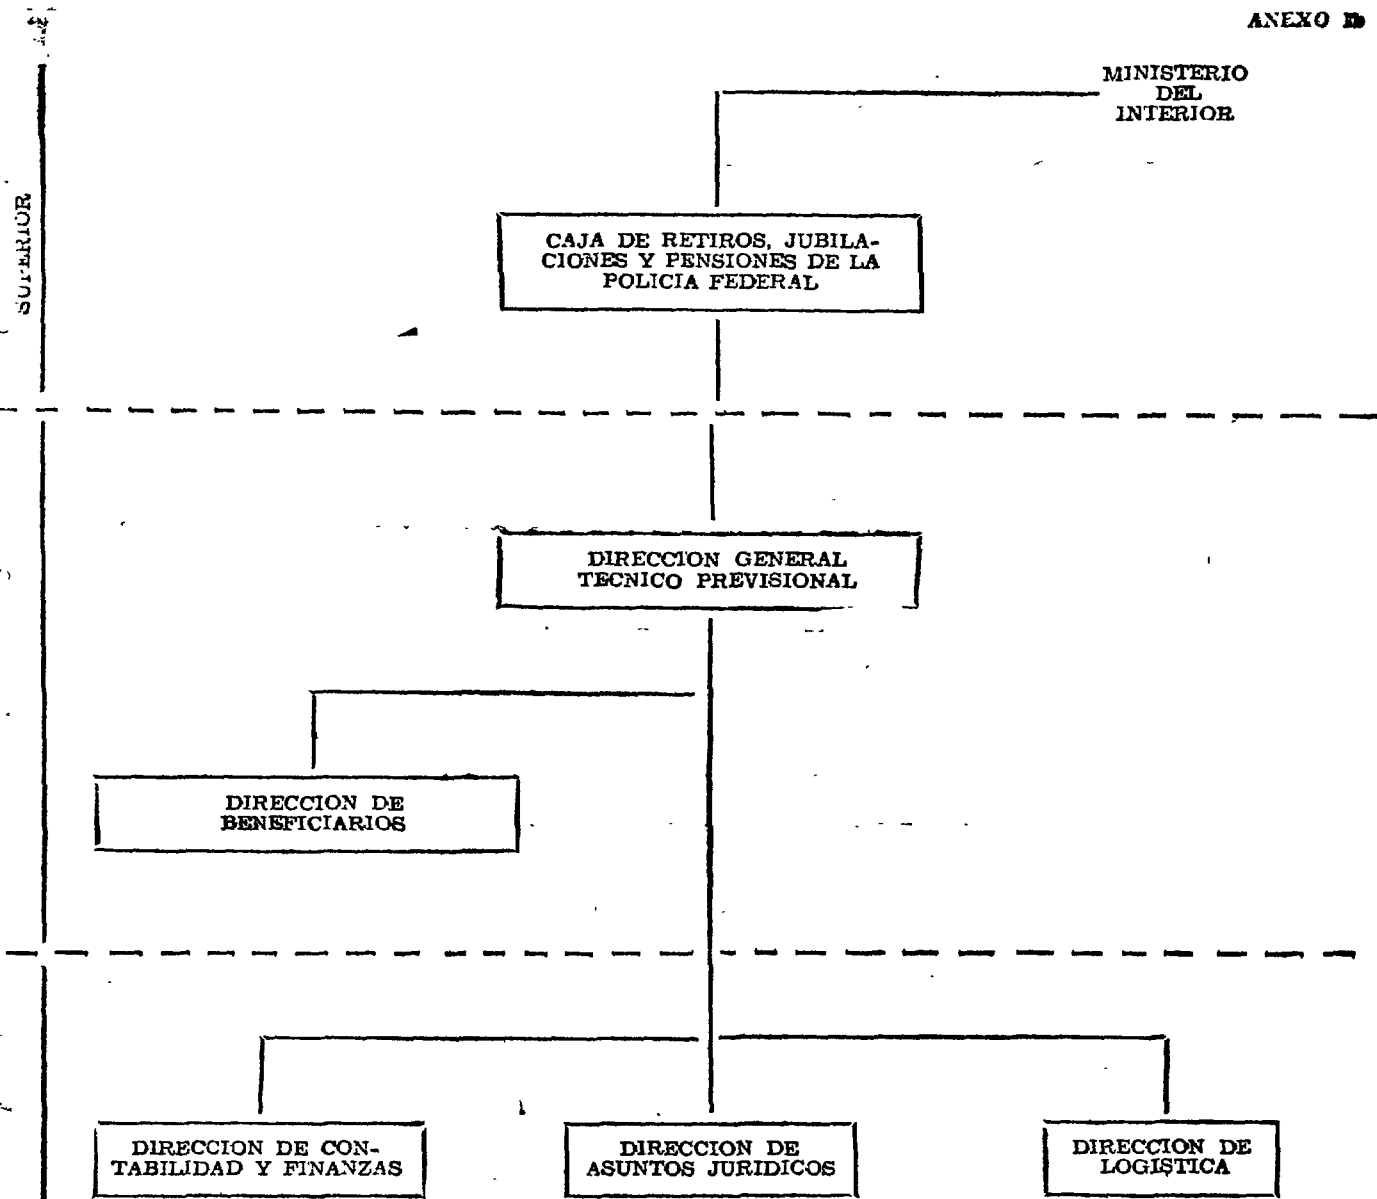 ANEXO Ib
MINISTERIO
DEL
INTERIOR
SUPERIOR
CAJA DE RETIROS, JUBILA-
CIONES Y PENSIONES DE LA
POLICIA FEDERAL
DIRECCION GENERAL
TECNICO PREVISIONAL
DIRECCION DE
BENEFICIARIOS
DIRECCION DE CON-
TABILIDAD Y FINANZAS
DIRECCION DE
ASUNTOS JURIDICOS
DIRECCION DE
LOGISTICA